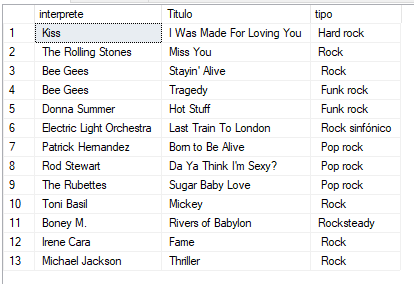 interprete Titulo tipo
1 Kiss I Was Made For Loving You Hard rock
2 The Rolling Stones Miss You Rock
3 Bee Gees Stayin' Alive Rock
4 Bee Gees Tragedy Funk rock
5 Donna Summer Hot Stuff Funk rock
6 Electric Light Orchestra Last Train To London Rock sinfónico
7 Patrick Hernandez Born to Be Alive Pop rock
8 Rod Stewart Da Ya Think I'm Sexy? Pop rock
9 The Rubettes Sugar Baby Love Pop rock
10 Toni Basil Mickey Rock
11 Boney M. Rivers of Babylon Rocksteady
12 Irene Cara Fame Rock
13 Michael Jackson Thriller Rock